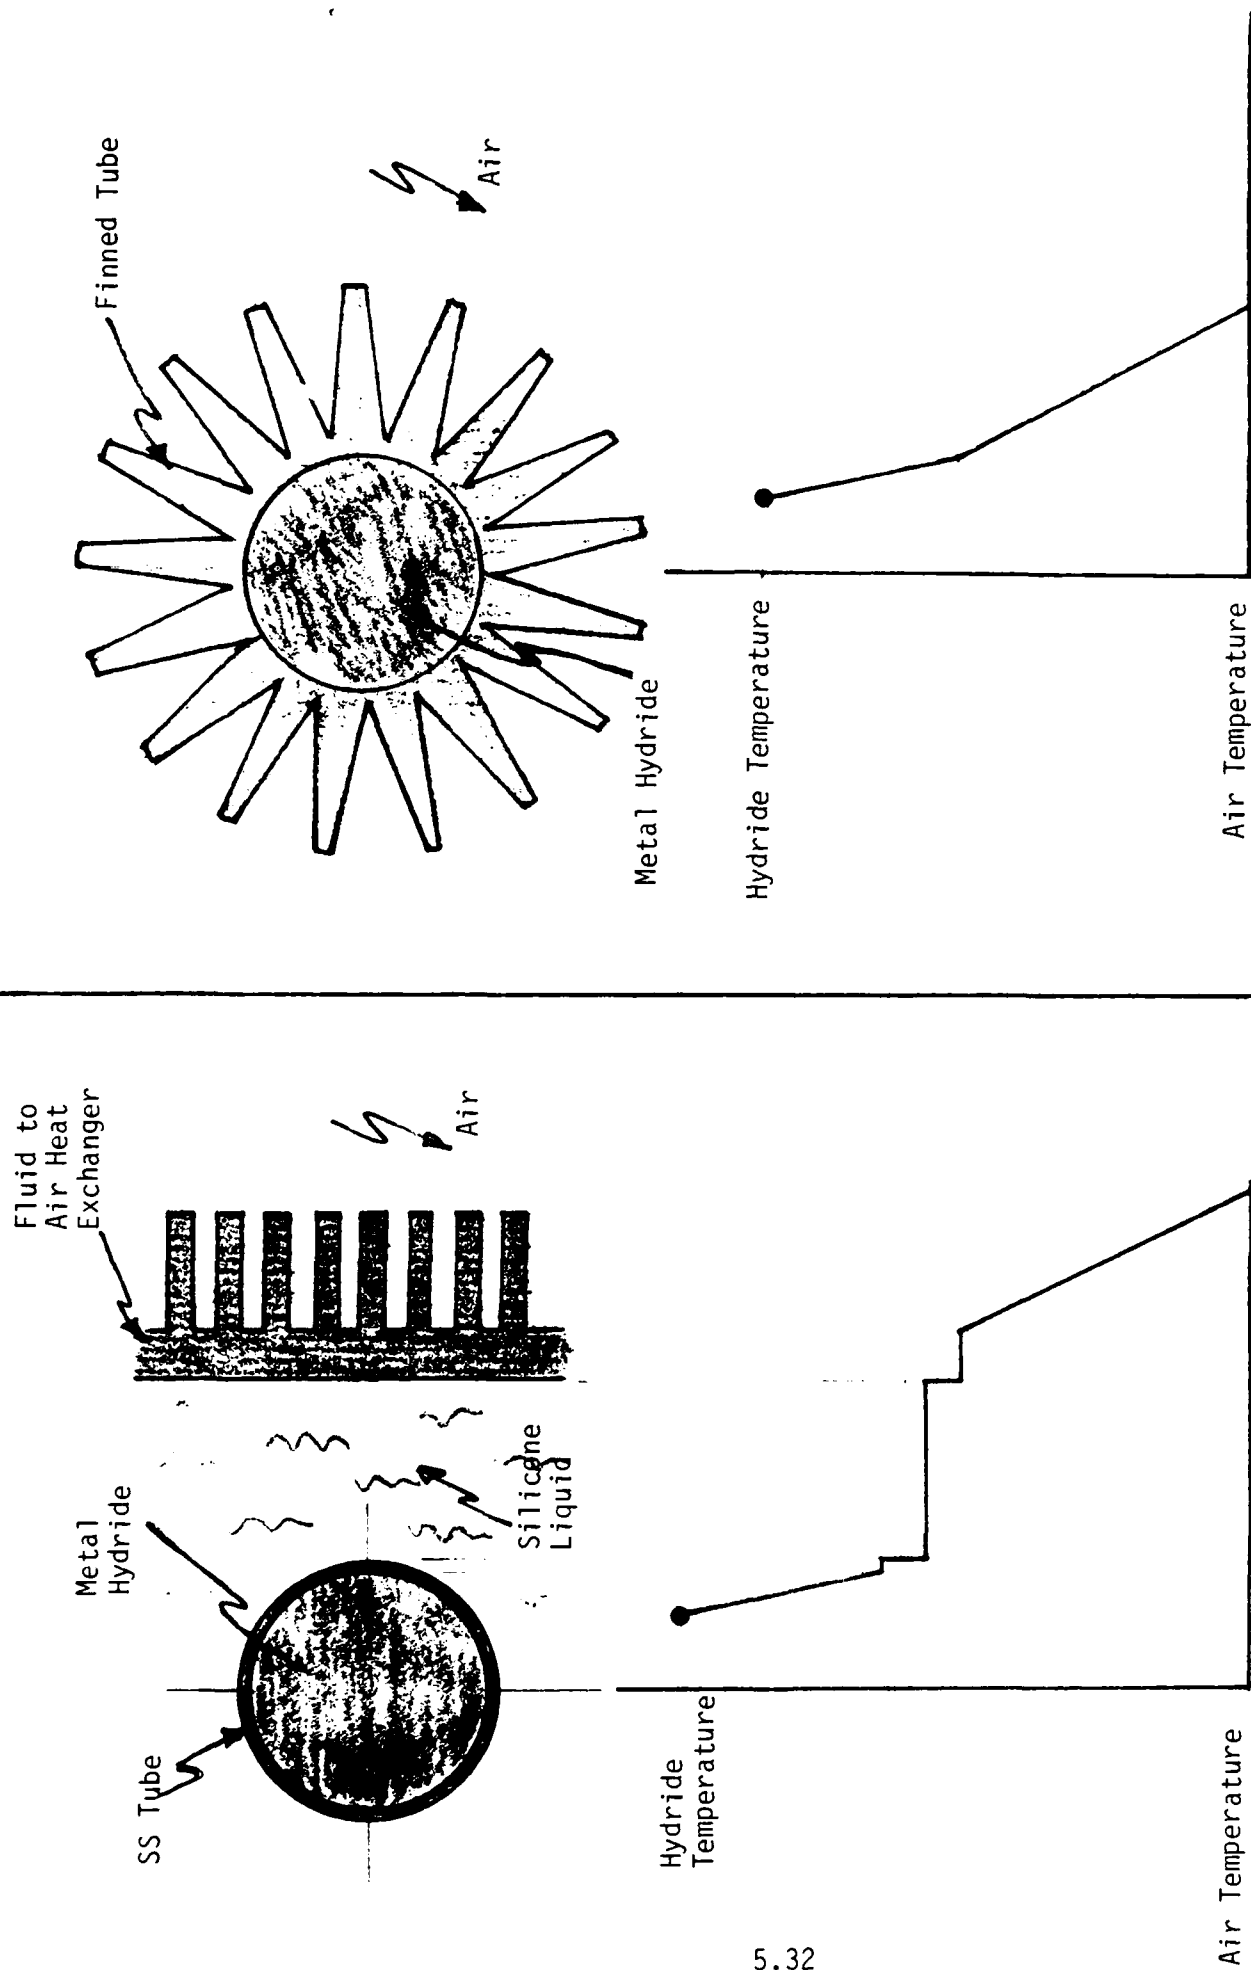 Fluid to
Air Heat
Exchanger
Metal
Hydride
SS Tube
Silicone
Liquid
Air
Hydride
Temperature
Air Temperature
Finned Tube
Air
Metal Hydride
Hydride Temperature
Air Temperature
5.32